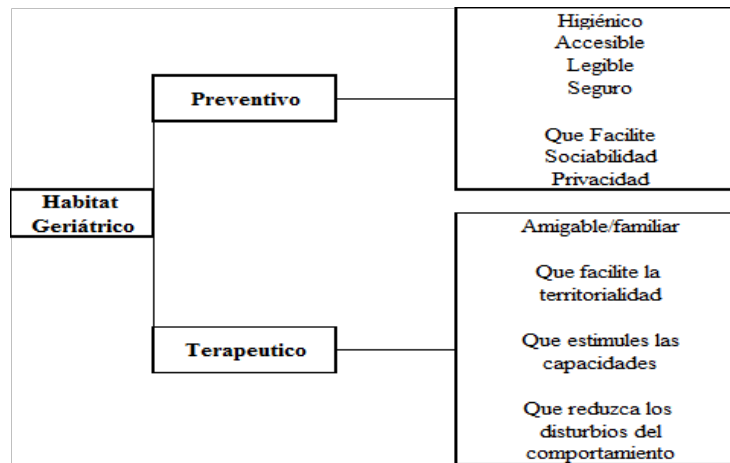 Habitat
Geriátrico
Preventivo
Higiénico
Accesible
Legible
Seguro
Que Facilite
Sociabilidad
Privacidad
Terapeutico
Amigable/familiar
Que facilite la
territorialidad
Que estimules las
capacidades
Que reduzca los
disturbios del
comportamiento